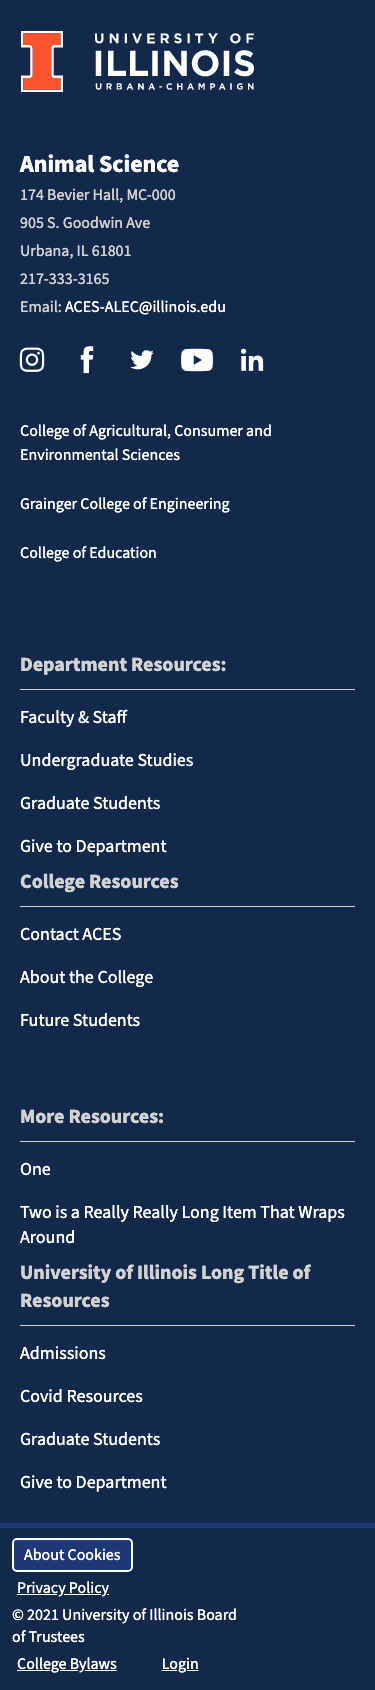 UNIVERSITY OF
ILLINOIS
URBANA-CHAMPAIGN
Animal Science
174 Bevier Hall, MC-000
905 S. Goodwin Ave
Urbana, IL 61801
217-333-3165
Email: ACES-ALEC@illinois.edu
College of Agricultural, Consumer and
Environmental Sciences
Grainger College of Engineering
College of Education
Department Resources:
Faculty & Staff
Undergraduate Studies
Graduate Students
Give to Department
College Resources
Contact ACES
About the College
Future Students
More Resources:
One
Two is a Really Really Long Item That Wraps
Around
University of Illinois Long Title of
Resources
Admissions
Covid Resources
Graduate Students
Give to Department
About Cookies
Privacy Policy
© 2021 University of Illinois Board
of Trustees
College Bylaws Login